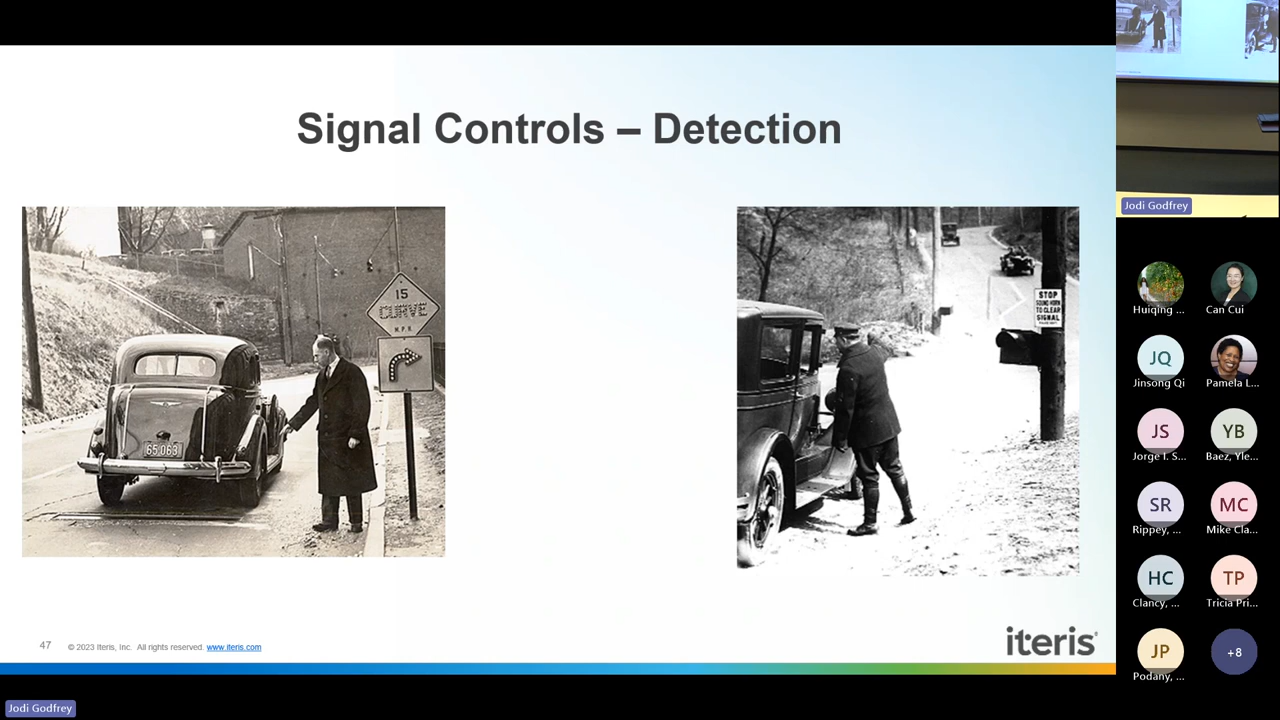 Signal Controls – Detection
15
CURVE
M.P.H.
65 063
STOP
SOUND HORN
TO CLEAR
SIGNAL
47
© 2023 Iteris, Inc. All rights reserved. www.iteris.com
iteris
Jodi Godfrey
Jodi Godfrey
Huiqing ...
Can Cui
JQ
Jinsong Qi
Pamela L...
JS
Jorge I. S...
YB
Baez, Yle...
SR
Rippey, ...
MC
Mike Cla...
HC
Clancy, ...
TP
Tricia Pri...
JP
Podany, ...
+8